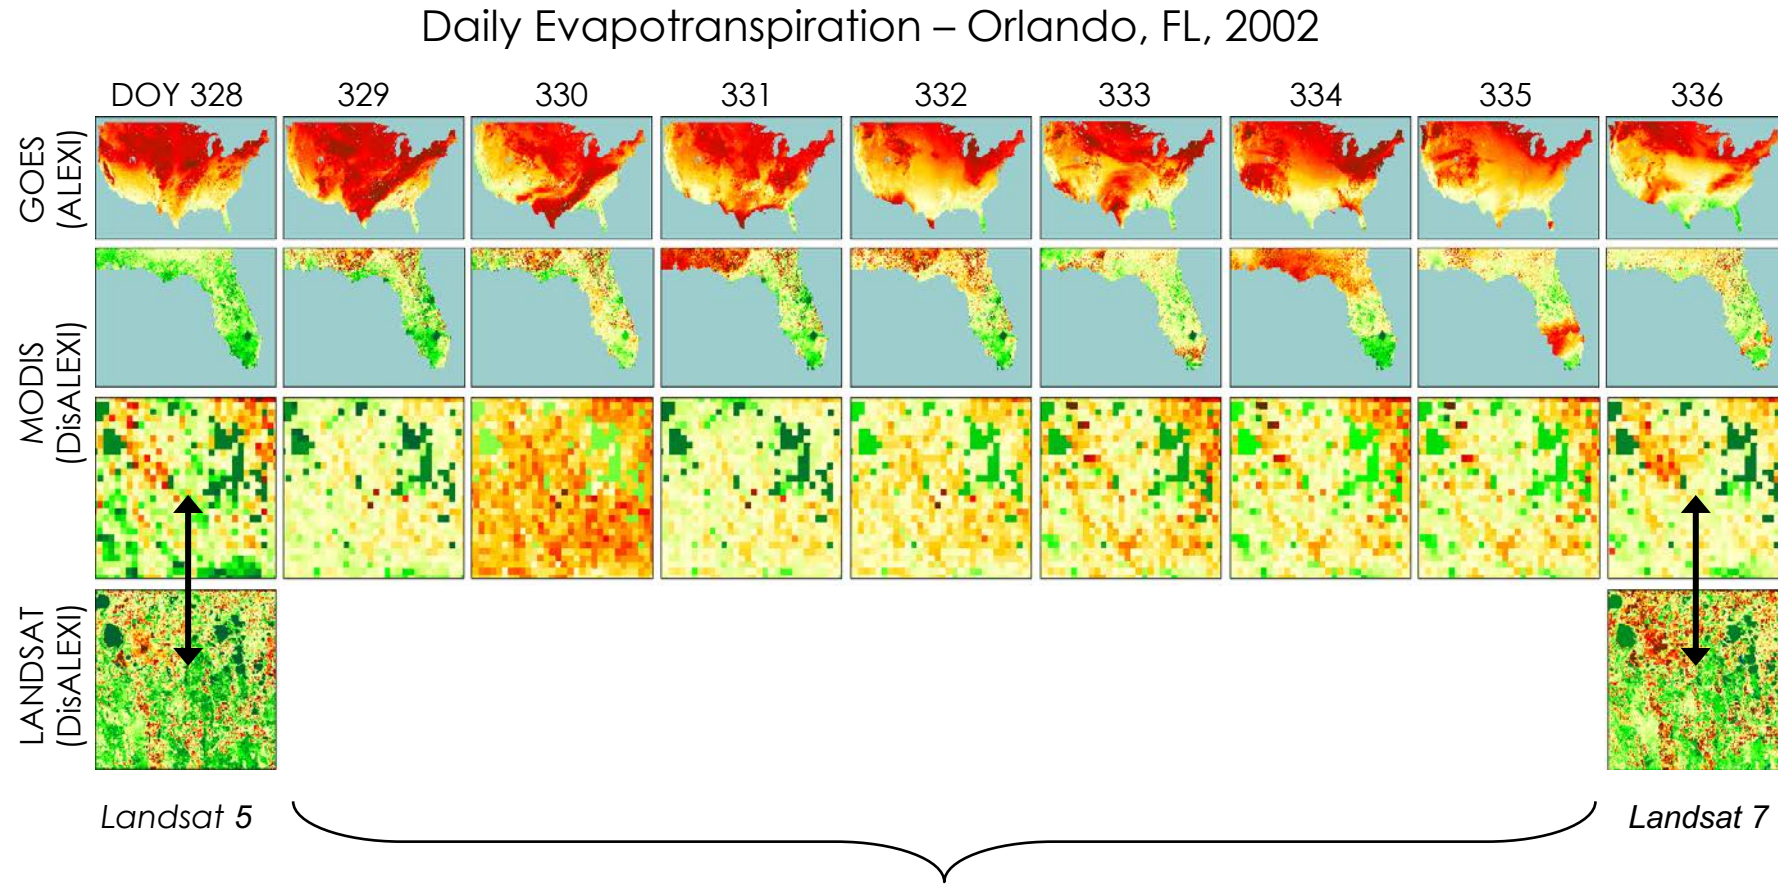 Daily Evapotranspiration – Orlando, FL, 2002
DOY 328 329 330 331 332 333 334 335 336
GOES
(ALEXI)
MODIS
(DisALEXI)
LANDSAT
(DisALEXI)
Landsat 5
Landsat 7